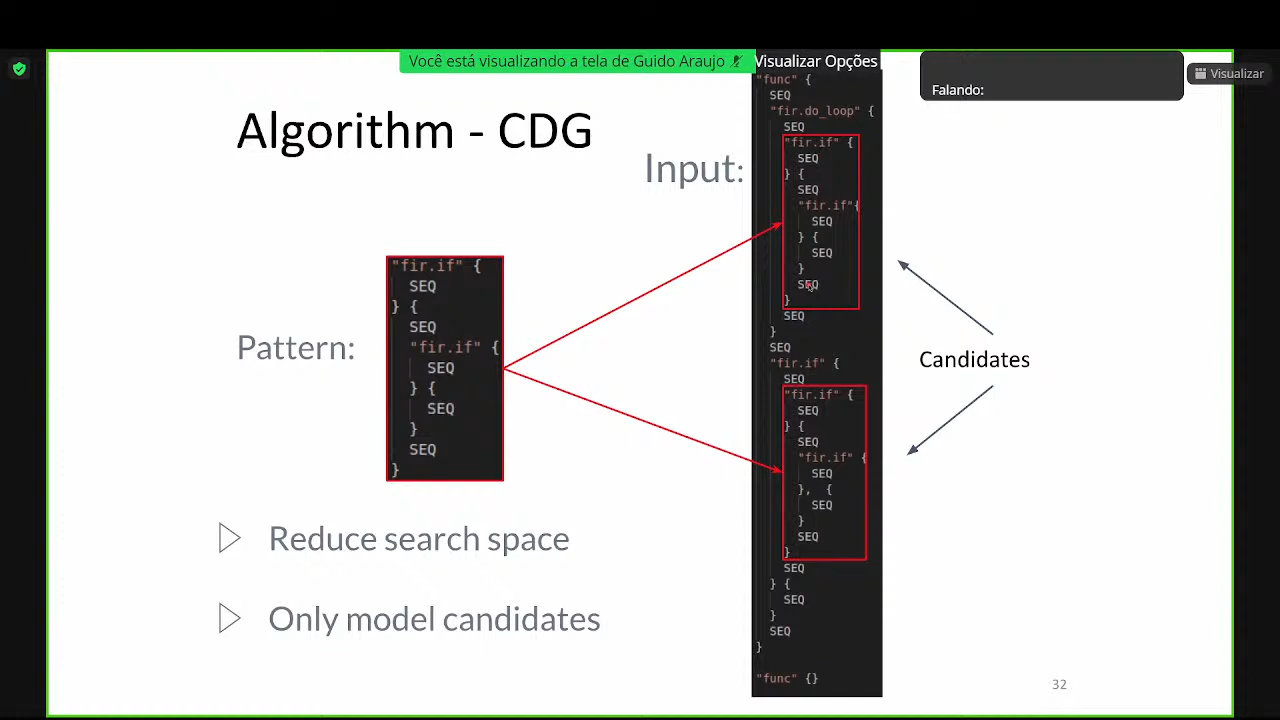 Você está visualizando a tela de Guido Araujo
Visualizar Opções
Falando:
Visualizar
Algorithm - CDG
Input:
Pattern:
"fir.if" {
SEQ
} {
SEQ
"fir.if" {
SEQ
} {
SEQ
}
SEQ
}
"func" {
SEQ
"fir.do_loop" {
SEQ
"fir.if" {
SEQ
} {
SEQ
"fir.if"{
SEQ
} {
SEQ
}
SEQ
}
SEQ
}
SEQ
"fir.if" {
SEQ
"fir.if" {
SEQ
} {
SEQ
"fir.if" {
SEQ
}, {
SEQ
}
SEQ
}
SEQ
} {
SEQ
}
SEQ
}
"func" {}
Candidates
Reduce search space
Only model candidates
32